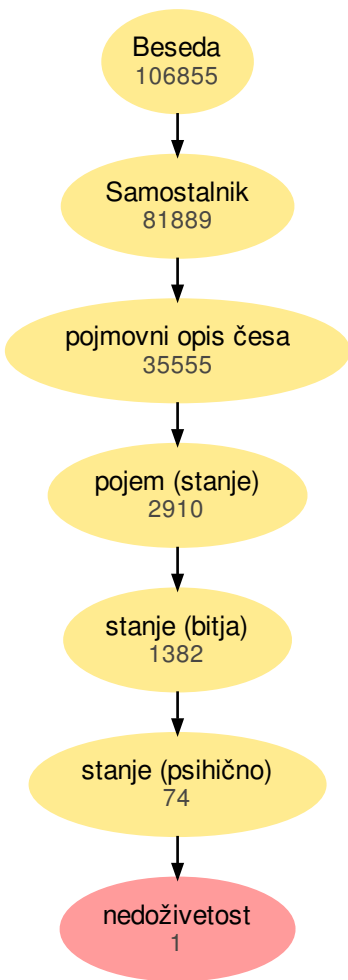 Beseda
106855
Samostalnik
81889
pojmovni opis česa
35555
pojem (stanje)
2910
stanje (bitja)
1382
stanje (psihično)
74
nedoživetost
1